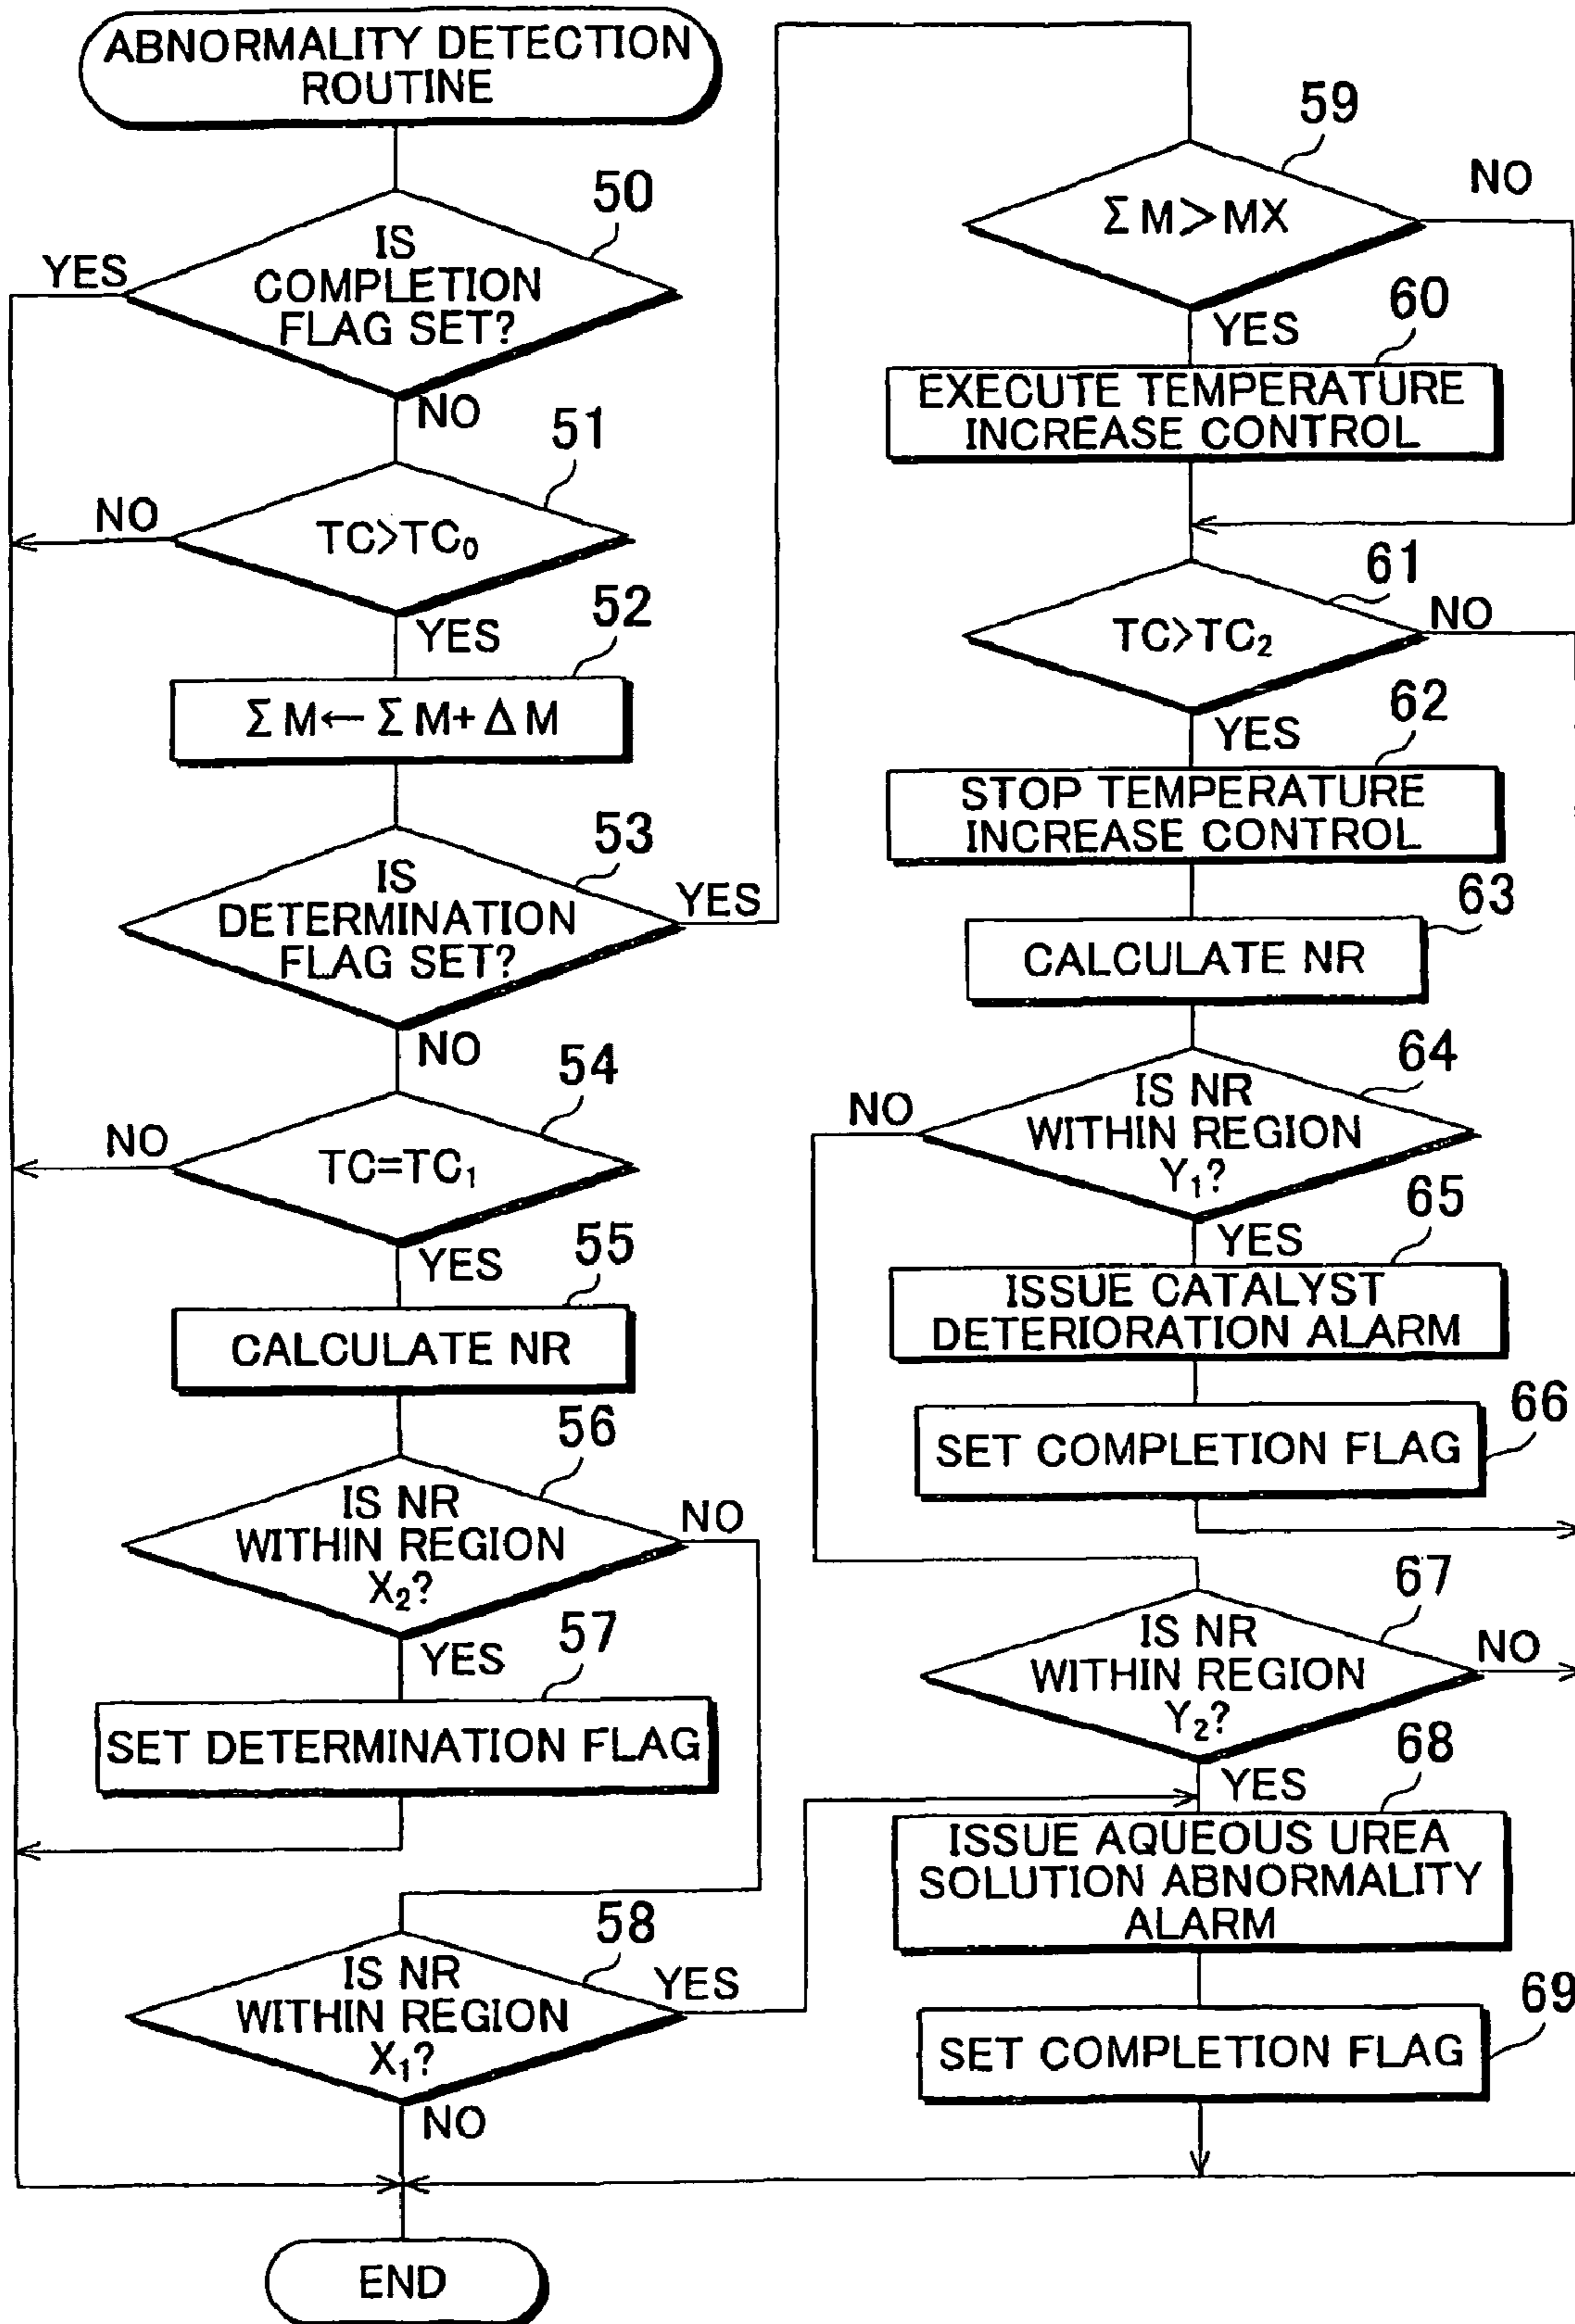 ABNORMALITY DETECTION
ROUTINE
50
IS
COMPLETION
FLAG SET?
YES
NO
51
TC>TC₀
NO
YES
52
ΣM←ΣM+ΔM
53
IS
DETERMINATION
FLAG SET?
YES
NO
54
TC=TC₁
NO
YES
55
CALCULATE NR
56
IS NR
WITHIN REGION
X₂?
NO
YES
57
SET DETERMINATION FLAG
58
IS NR
WITHIN REGION
X₁?
YES
NO
END
59
ΣM>MX
NO
YES
60
EXECUTE TEMPERATURE
INCREASE CONTROL
61
TC>TC₂
NO
YES
62
STOP TEMPERATURE
INCREASE CONTROL
63
CALCULATE NR
64
IS NR
WITHIN REGION
Y₁?
NO
YES
65
ISSUE CATALYST
DETERIORATION ALARM
66
SET COMPLETION FLAG
67
IS NR
WITHIN REGION
Y₂?
NO
YES
68
ISSUE AQUEOUS UREA
SOLUTION ABNORMALITY
ALARM
69
SET COMPLETION FLAG